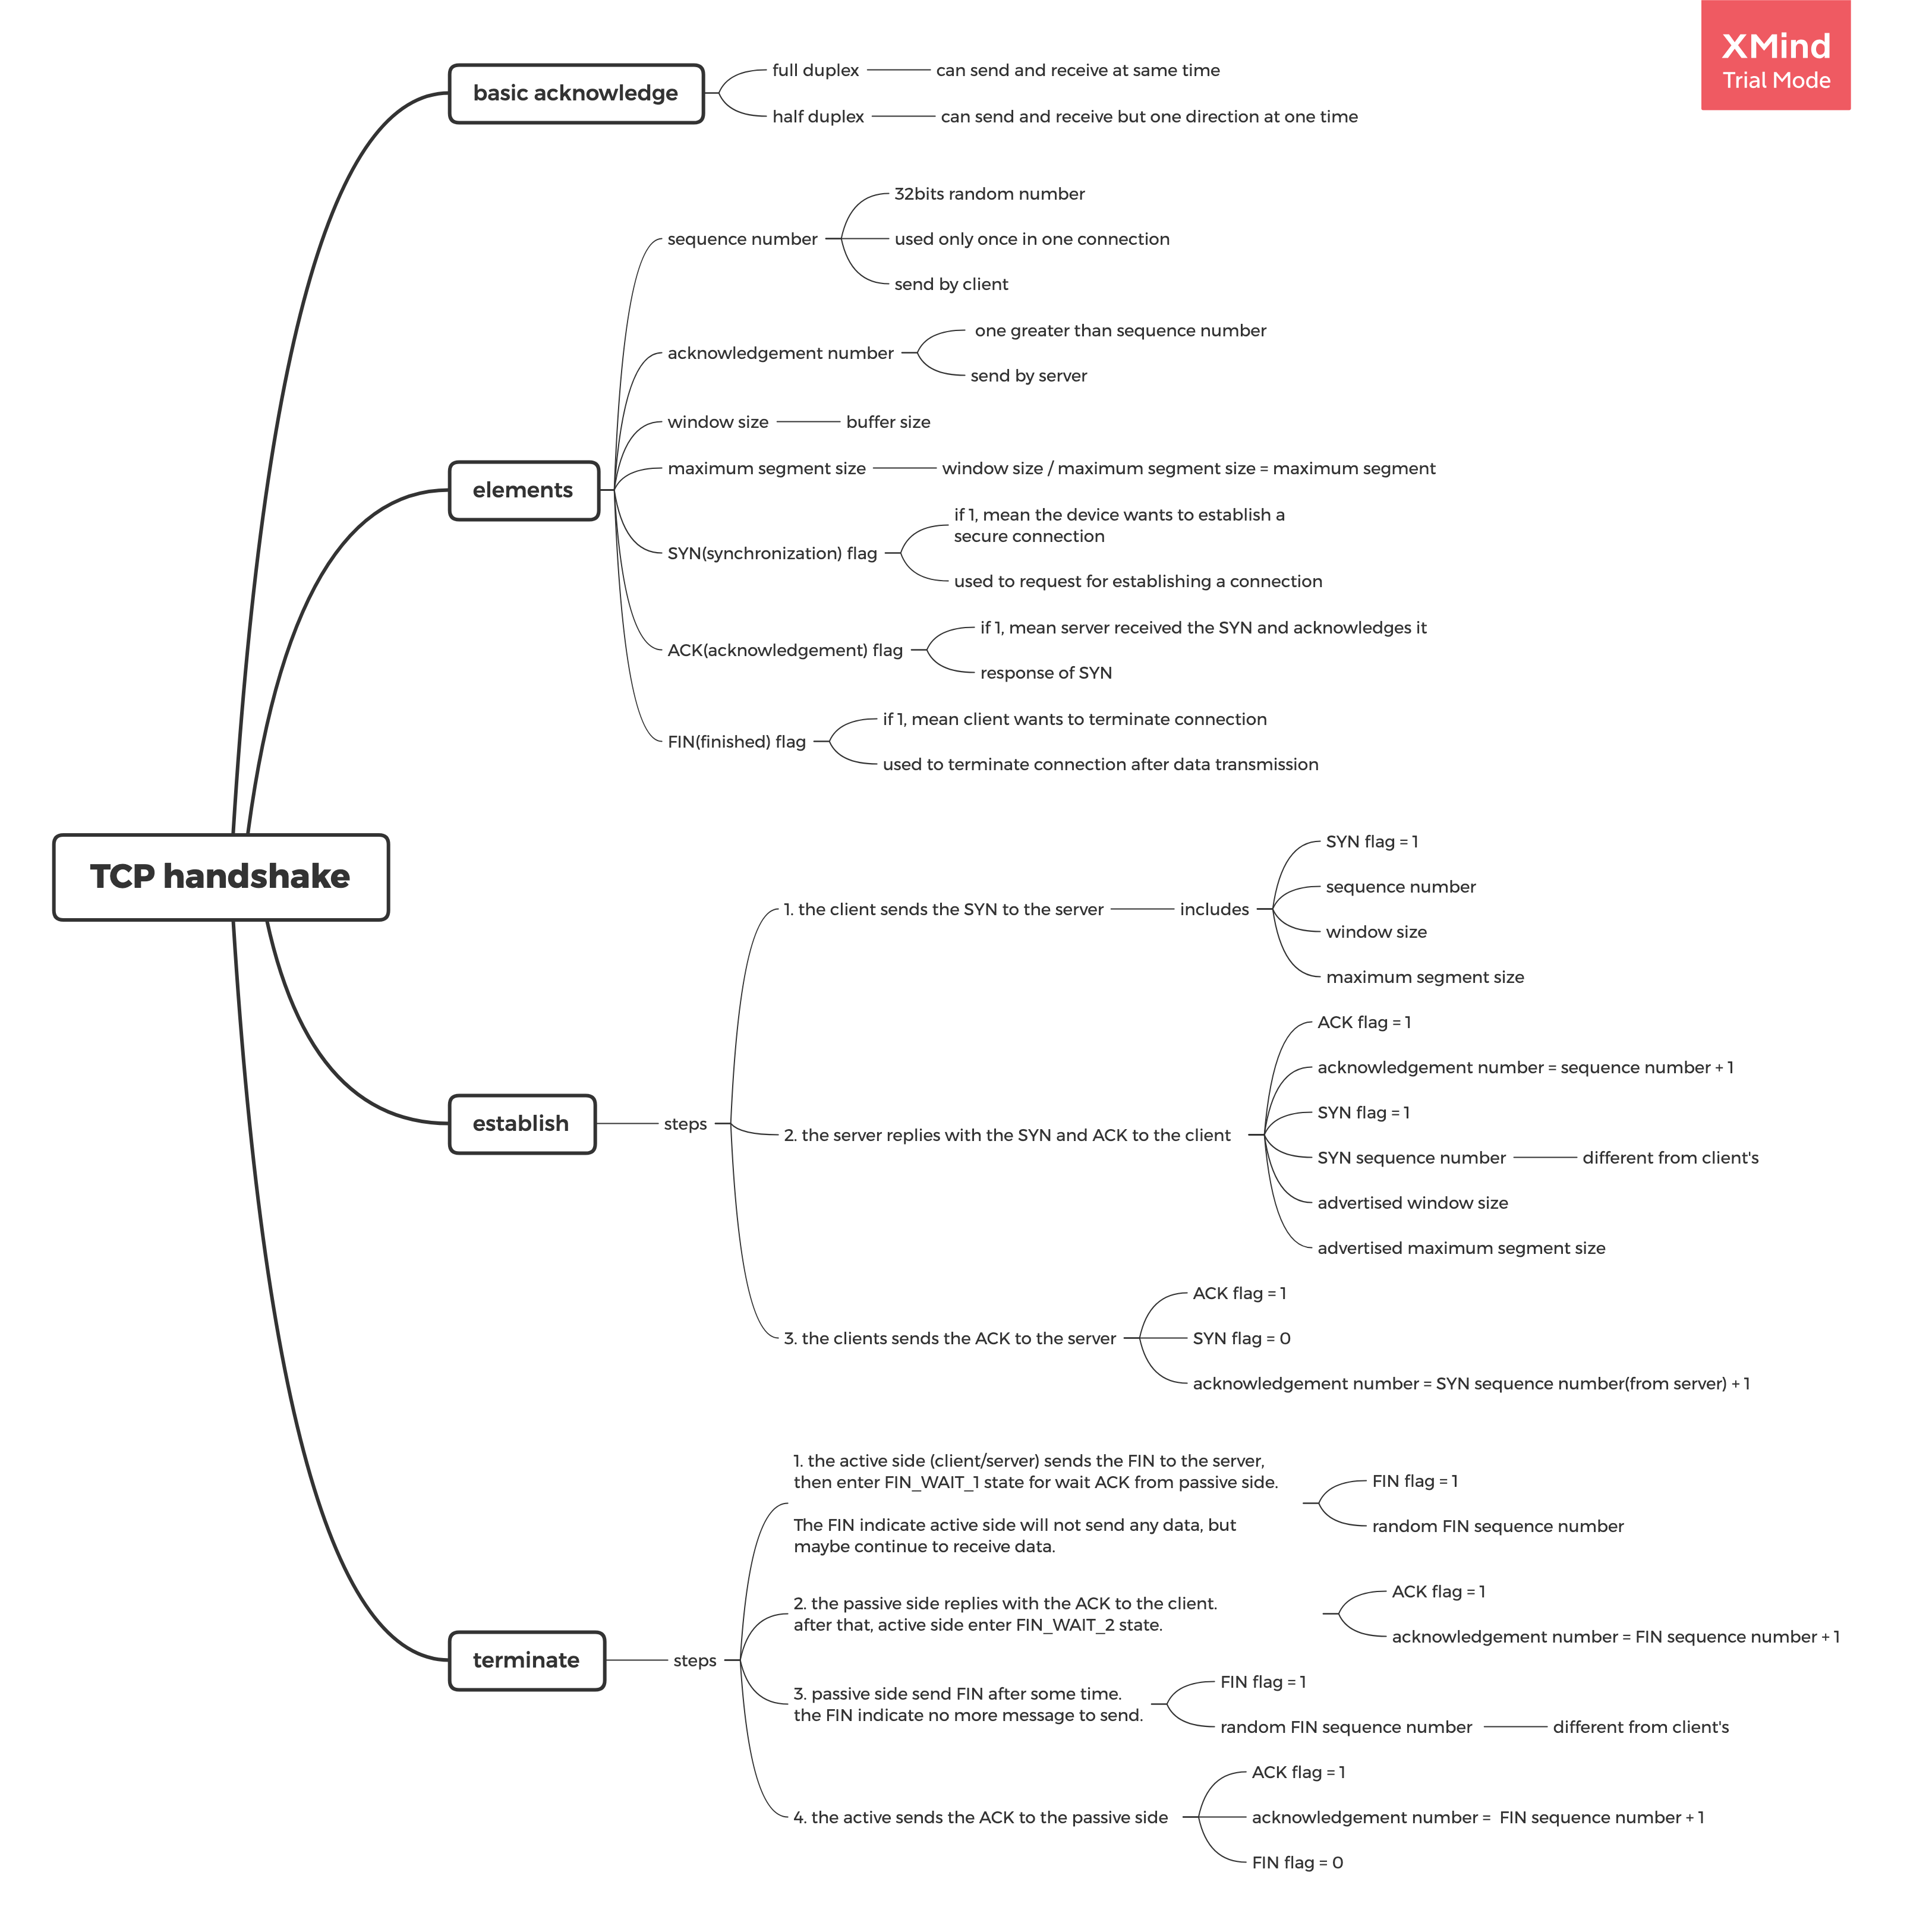 XMind
Trial Mode
TCP handshake
basic acknowledge
full duplex
can send and receive at same time
half duplex
can send and receive but one direction at one time
elements
sequence number
32bits random number
used only once in one connection
send by client
acknowledgement number
one greater than sequence number
send by server
window size
buffer size
maximum segment size
window size / maximum segment size = maximum segment
SYN(synchronization) flag
if 1, mean the device wants to establish a
secure connection
used to request for establishing a connection
ACK(acknowledgement) flag
if 1, mean server received the SYN and acknowledges it
response of SYN
FIN(finished) flag
if 1, mean client wants to terminate connection
used to terminate connection after data transmission
establish
steps
1. the client sends the SYN to the server
includes
SYN flag = 1
sequence number
window size
maximum segment size
2. the server replies with the SYN and ACK to the client
ACK flag = 1
acknowledgement number = sequence number + 1
SYN flag = 1
SYN sequence number
different from client's
advertised window size
advertised maximum segment size
3. the clients sends the ACK to the server
ACK flag = 1
SYN flag = 0
acknowledgement number = SYN sequence number(from server) + 1
terminate
steps
1. the active side (client/server) sends the FIN to the server,
then enter FIN_WAIT_1 state for wait ACK from passive side.
The FIN indicate active side will not send any data, but
maybe continue to receive data.
FIN flag = 1
random FIN sequence number
2. the passive side replies with the ACK to the client.
after that, active side enter FIN_WAIT_2 state.
ACK flag = 1
acknowledgement number = FIN sequence number + 1
3. passive side send FIN after some time.
the FIN indicate no more message to send.
FIN flag = 1
random FIN sequence number
different from client's
4. the active sends the ACK to the passive side
ACK flag = 1
acknowledgement number =  FIN sequence number + 1
FIN flag = 0